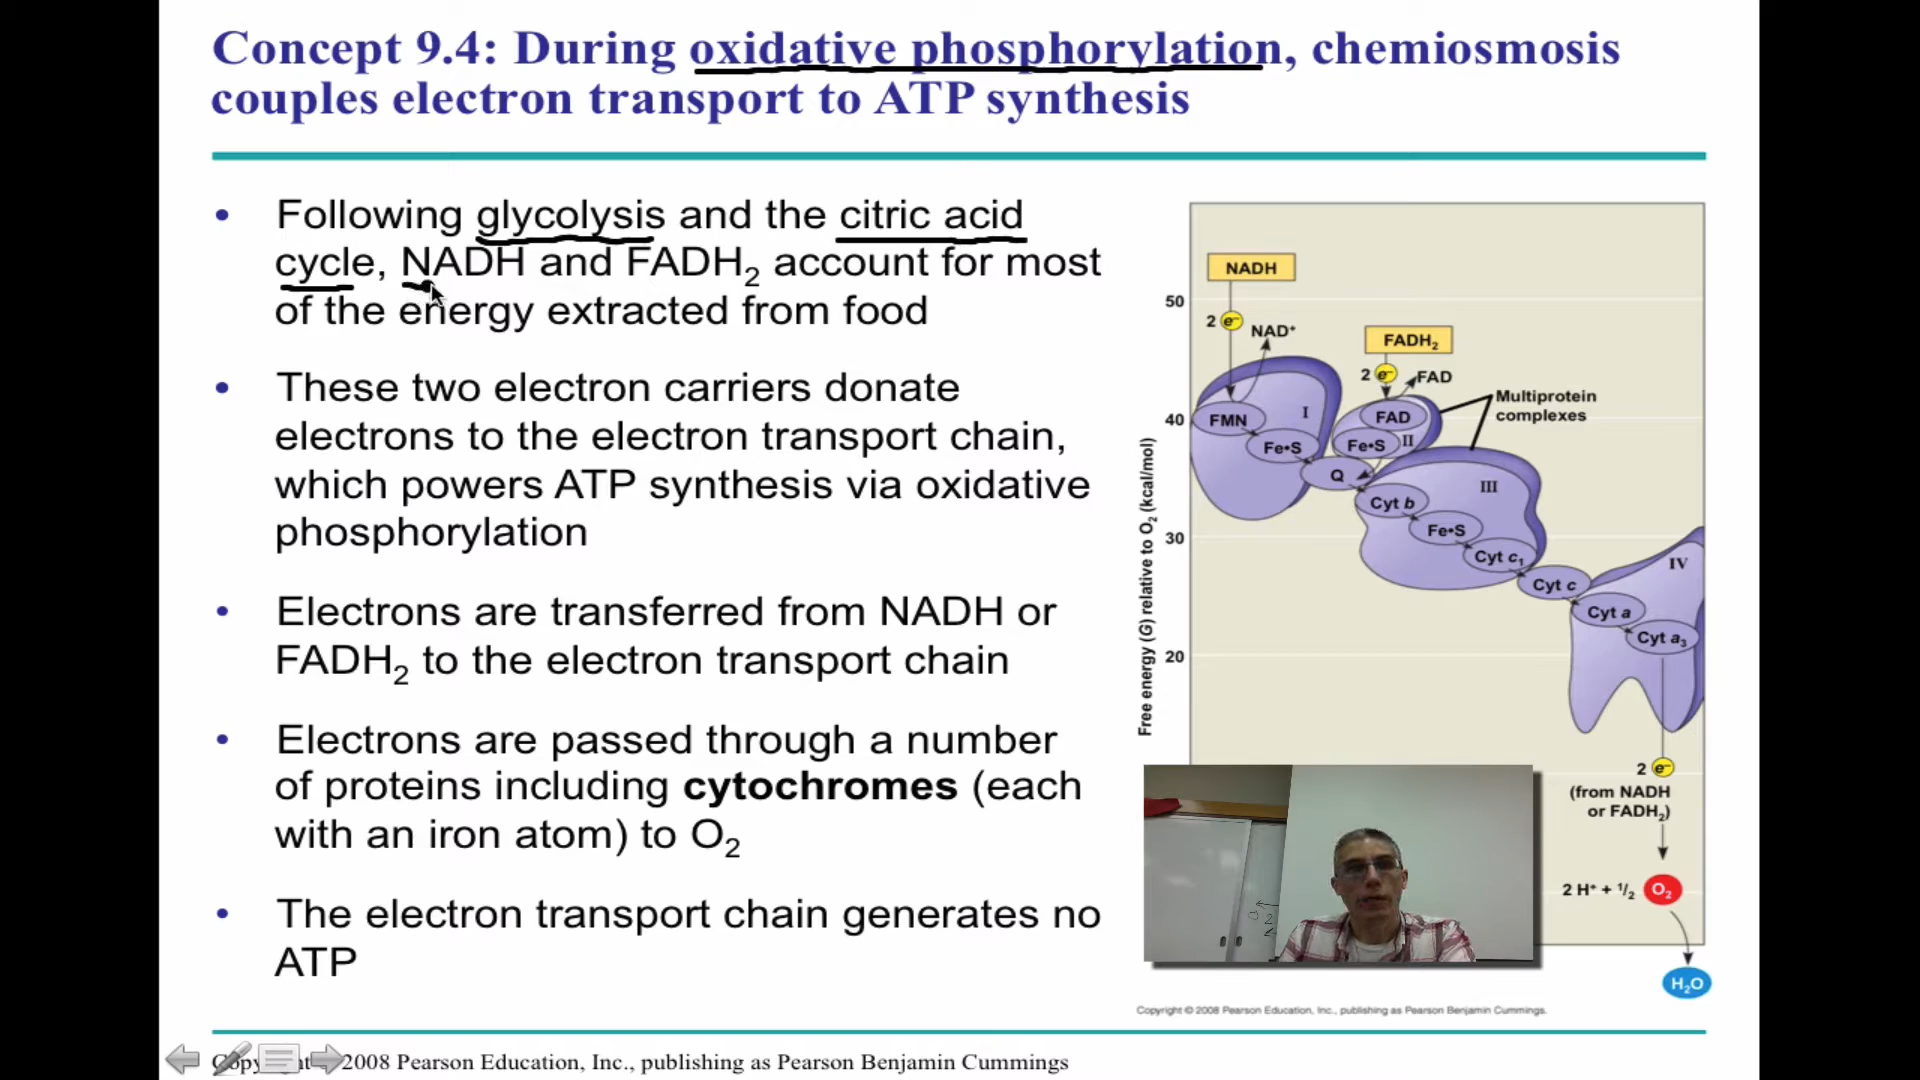 Concept 9.4: During oxidative phosphorylation, chemiosmosis
couples electron transport to ATP synthesis
• Following glycolysis and the citric acid
cycle, NADH and FADH₂ account for most
of the energy extracted from food
• These two electron carriers donate
electrons to the electron transport chain,
which powers ATP synthesis via oxidative
phosphorylation
• Electrons are transferred from NADH or
FADH₂ to the electron transport chain
• Electrons are passed through a number
of proteins including cytochromes (each
with an iron atom) to O₂
• The electron transport chain generates no
ATP
Free energy (G) relative to O₂ (kcal/mol)
50
40
30
20
NADH
2 e⁻
NAD⁺
FADH₂
2 e⁻
FAD
Multiprotein
complexes
FMN
I
Fe•S
FAD
Fe•S
II
Q
III
Cyt b
Fe•S
Cyt c₁
IV
Cyt c
Cyt a
Cyt a₃
2 e⁻
(from NADH
or FADH₂)
2 H⁺ + ¹/₂ O₂
H₂O
Copyright © 2008 Pearson Education, Inc., publishing as Pearson Benjamin Cummings.
2008 Pearson Education, Inc., publishing as Pearson Benjamin Cummings